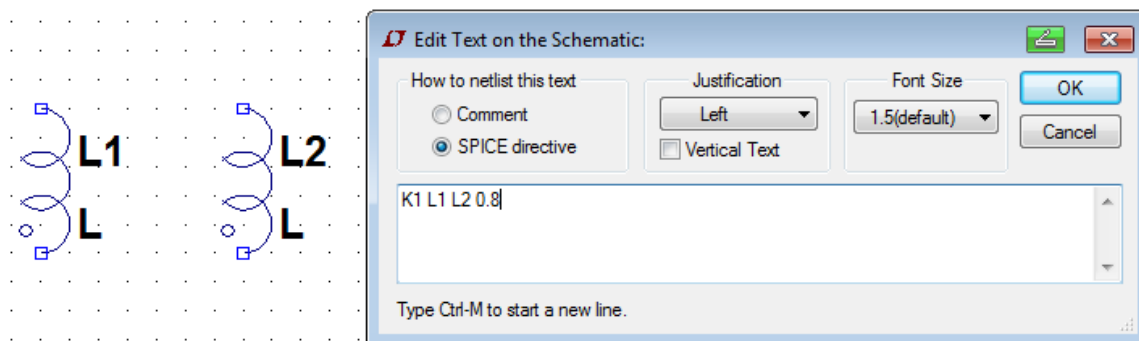 L1
L
L2
L
Edit Text on the Schematic:
How to netlist this text
Comment
SPICE directive
Justification
Left
Vertical Text
Font Size
1.5(default)
OK
Cancel
K1 L1 L2 0.8
Type Ctrl-M to start a new line.